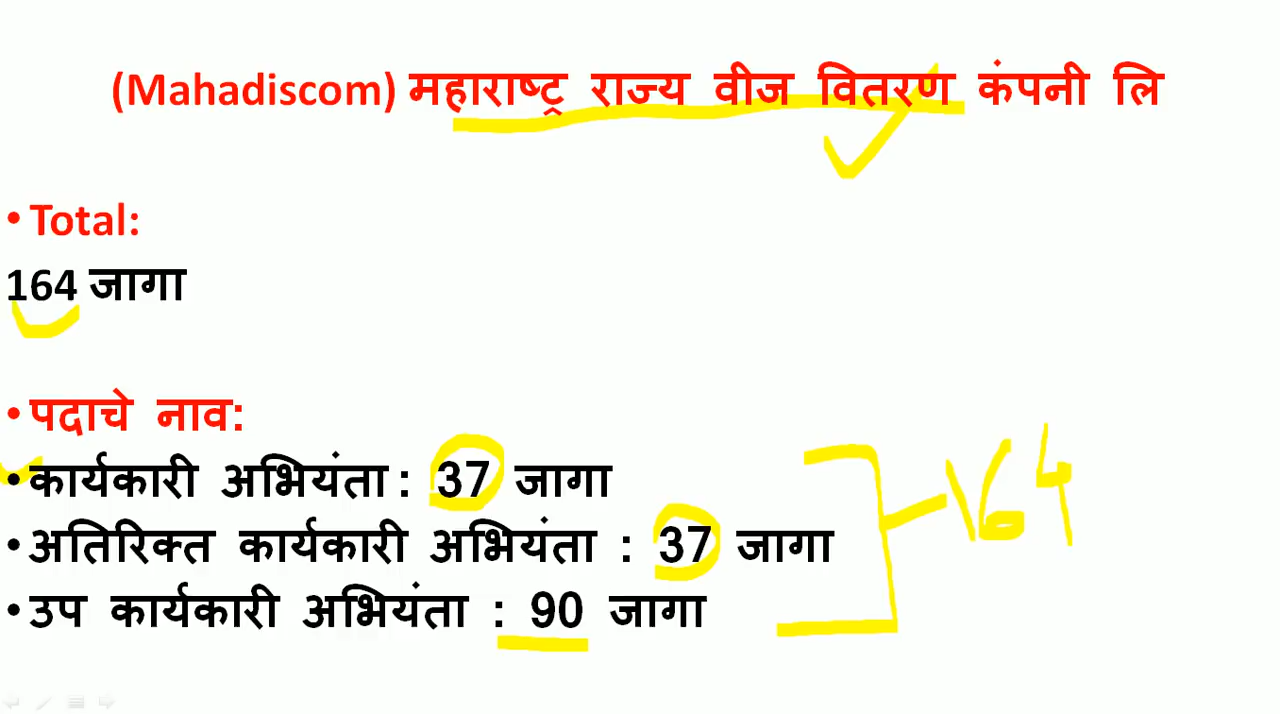 (Mahadiscom) महाराष्ट्र राज्य वीज वितरण कंपनी लि
• Total:
164 जागा
• पदाचे नाव:
• कार्यकारी अभियंता : 37 जागा
• अतिरिक्त कार्यकारी अभियंता : 37 जागा
• उप कार्यकारी अभियंता : 90 जागा
164